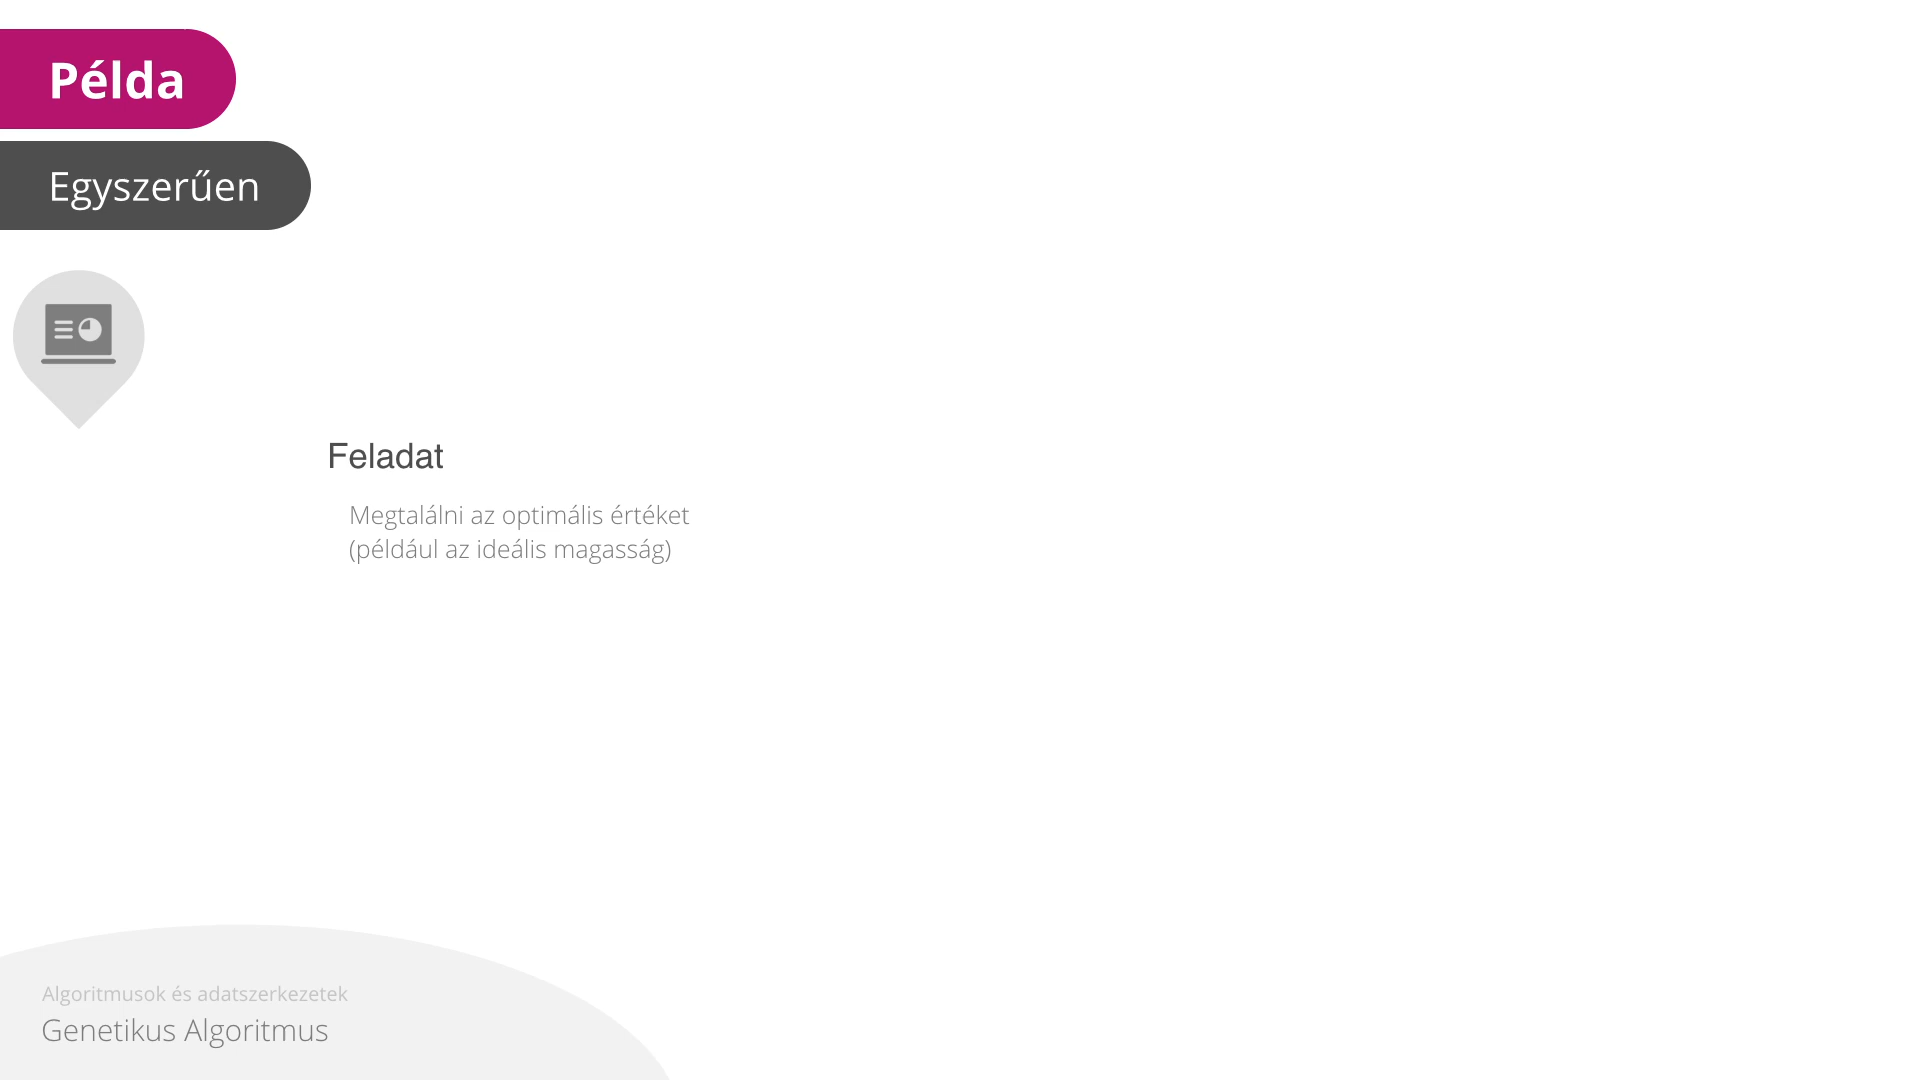 Példa
Egyszerűen
Feladat
Megtalálni az optimális értéket
(például az ideális magasság)
Algoritmusok és adatszerkezetek
Genetikus Algoritmus